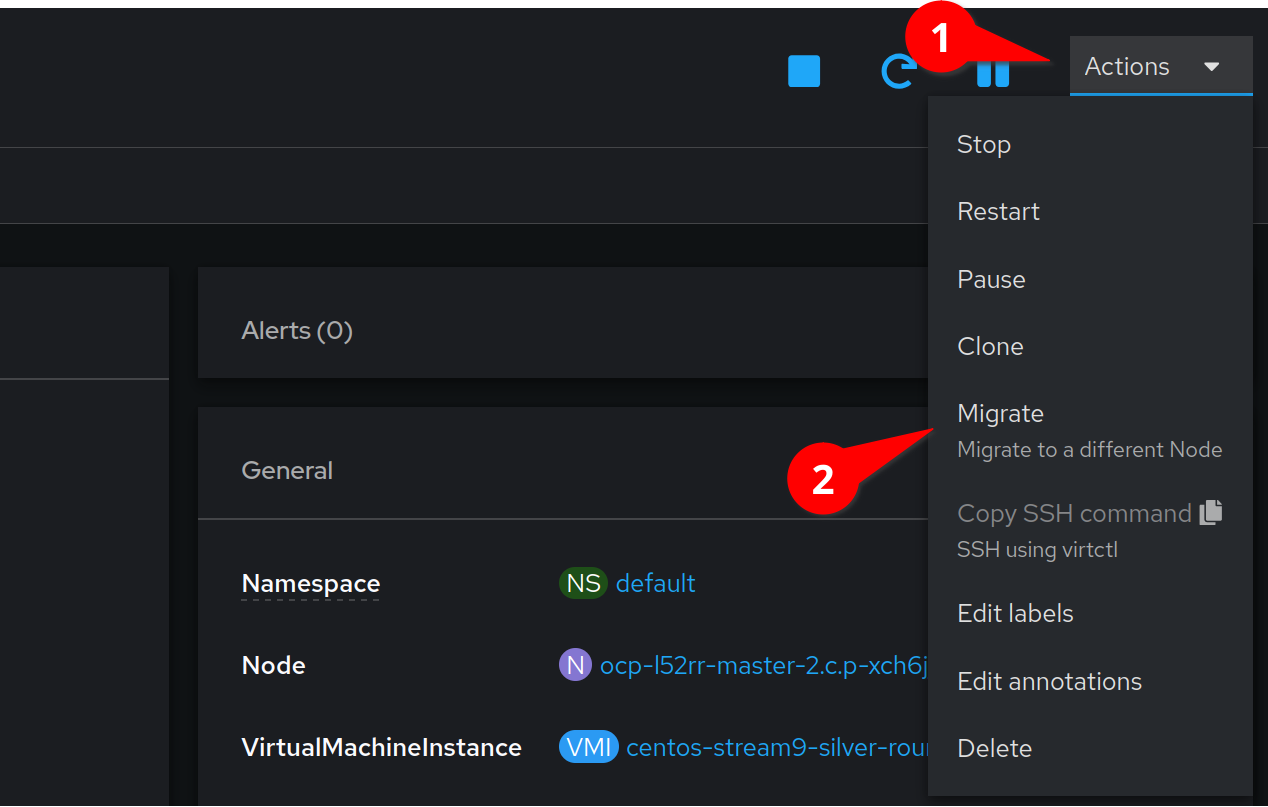 1
Actions
Stop
Restart
Pause
Clone
Migrate
Migrate to a different Node
Copy SSH command
SSH using virtctl
Edit labels
Edit annotations
Delete
2
Alerts (0)
General
Namespace NS default
Node N ocp-l52rr-master-2.c.p-xch6j
VirtualMachineInstance VMI centos-stream9-silver-rou